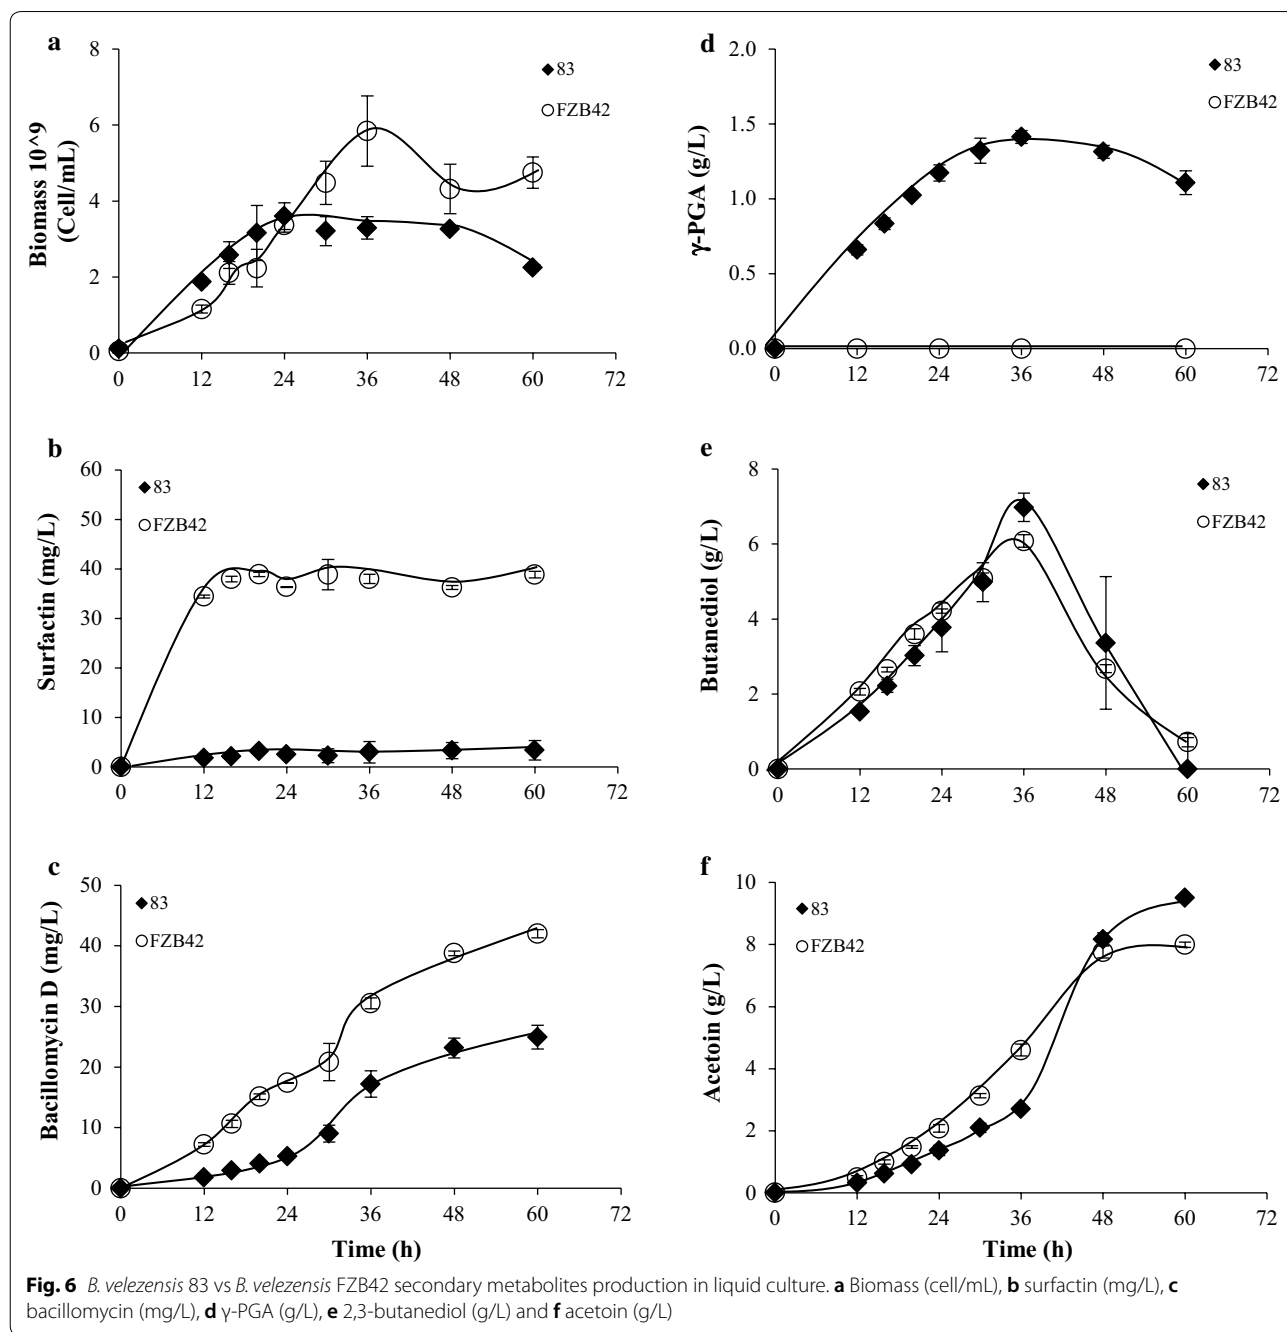 a
8
6
4
2
0
Biomass 10^9
(Cell/mL)
83
FZB42
0 12 24 36 48 60 72
d
2.0
1.5
1.0
0.5
0.0
γ-PGA (g/L)
83
FZB42
0 12 24 36 48 60 72
b
60
50
40
30
20
10
0
Surfactin (mg/L)
83
FZB42
0 12 24 36 48 60 72
e
8
6
4
2
0
Butanediol (g/L)
83
FZB42
0 12 24 36 48 60 72
c
50
40
30
20
10
0
Bacillomycin D (mg/L)
83
FZB42
0 12 24 36 48 60 72
Time (h)
f
10
8
6
4
2
0
Acetoin (g/L)
83
FZB42
0 12 24 36 48 60 72
Time (h)
Fig. 6 B. velezensis 83 vs B. velezensis FZB42 secondary metabolites production in liquid culture. a Biomass (cell/mL), b surfactin (mg/L), c
bacillomycin (mg/L), d γ-PGA (g/L), e 2,3-butanediol (g/L) and f acetoin (g/L)